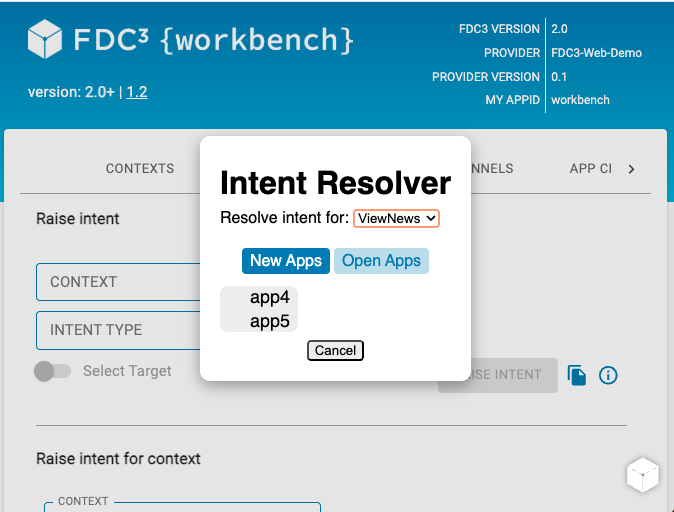 FDC³ {workbench}
version: 2.0+ | 1.2
FDC3 VERSION 2.0
PROVIDER FDC3-Web-Demo
PROVIDER VERSION 0.1
MY APPID workbench
CONTEXTS NNELS APP CI
Raise intent
CONTEXT
INTENT TYPE
Select Target
ISE INTENT
Intent Resolver
Resolve intent for: ViewNews
New Apps Open Apps
app4
app5
Cancel
Raise intent for context
CONTEXT